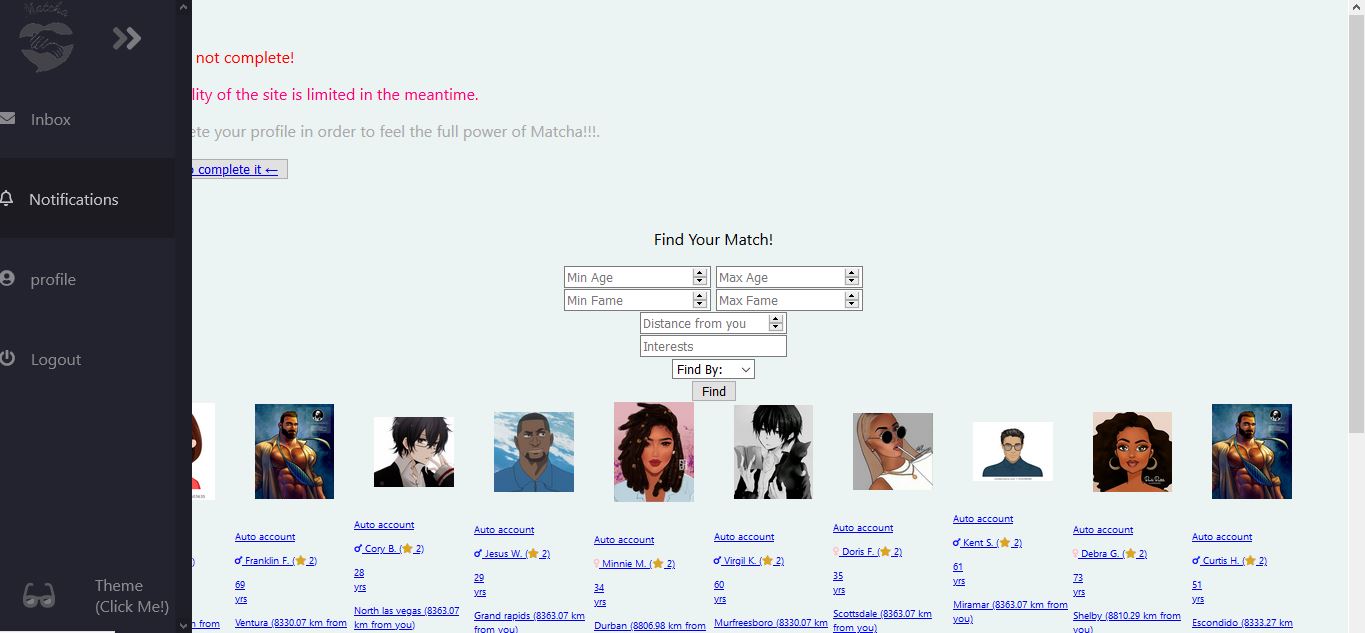 Matcha
not complete!
lity of the site is limited in the meantime.
Inbox
ete your profile in order to feel the full power of Matcha!!!.
complete it ←
Notifications
Find Your Match!
Min Age
Max Age
profile
Min Fame
Max Fame
Distance from you
Interests
Logout
Find By:
Find
Auto account
♂ Franklin F. (⭐ 2)
69
yrs
Ventura (8330.07 km
Auto account
♂ Cory B. (⭐ 2)
28
yrs
North las vegas (8363.07
km from you)
Auto account
♂ Jesus W. (⭐ 2)
29
yrs
Grand rapids (8363.07 km
from you)
Auto account
♀ Minnie M. (⭐ 2)
34
yrs
Durban (8806.98 km from
Auto account
♂ Virgil K. (⭐ 2)
60
yrs
Murfreesboro (8330.07 km
Auto account
♀ Doris F. (⭐ 2)
35
yrs
Scottsdale (8363.07 km
from you)
Auto account
♂ Kent S. (⭐ 2)
61
yrs
Miramar (8363.07 km from
you)
Auto account
♀ Debra G. (⭐ 2)
73
yrs
Shelby (8810.29 km from
you)
Auto account
♂ Curtis H. (⭐ 2)
51
yrs
Escondido (8333.27 km
km from
Theme
(Click Me!)